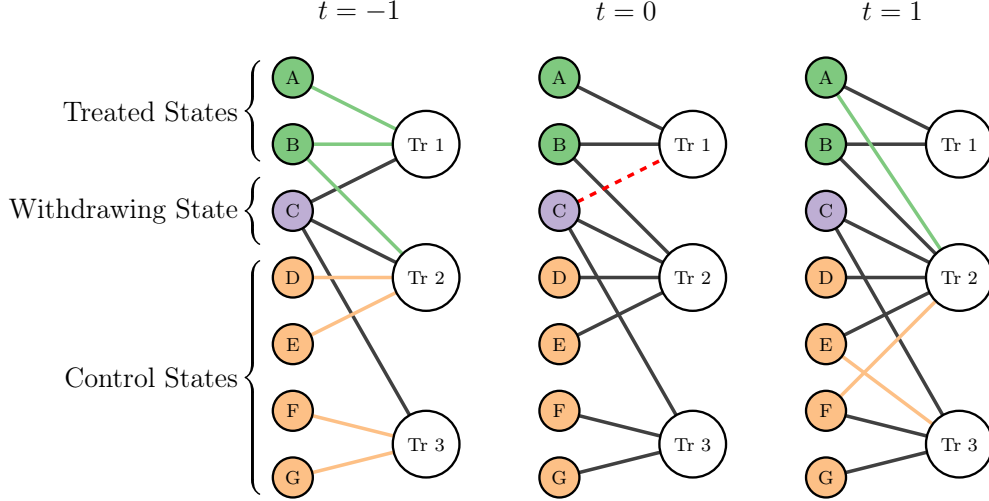 t = −1
t = 0
t = 1
Treated States
Withdrawing State
Control States
A
B
C
D
E
F
G
Tr 1
Tr 2
Tr 3
A
B
C
D
E
F
G
Tr 1
Tr 2
Tr 3
A
B
C
D
E
F
G
Tr 1
Tr 2
Tr 3